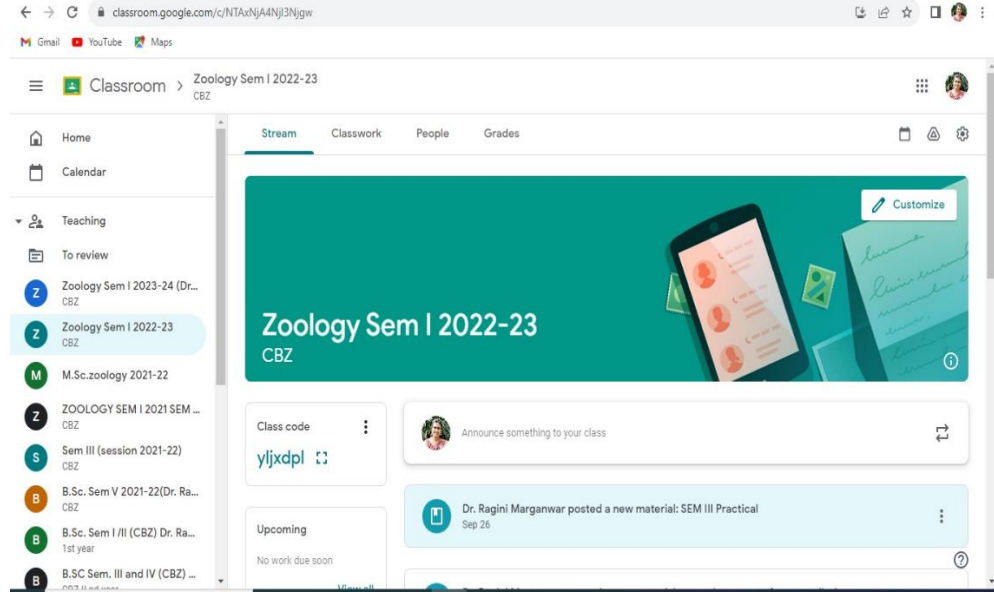 classroom.google.com/c/NTAxNjA4NjI3Njgw
Gmail YouTube Maps
Classroom > Zoology Sem I 2022-23
CBZ
Home
Calendar
Teaching
To review
Z Zoology Sem I 2023-24 (Dr...
CBZ
Z Zoology Sem I 2022-23
CBZ
M M.Sc.zoology 2021-22
Z ZOOLOGY SEM I 2021 SEM ...
CBZ
S Sem III (session 2021-22)
CBZ
B B.Sc. Sem V 2021-22(Dr. Ra...
CBZ
B B.Sc. Sem I /II (CBZ) Dr. Ra...
1st year
B B.SC Sem. III and IV (CBZ) ...
Stream Classwork People Grades
Customize
Zoology Sem I 2022-23
CBZ
Class code
yljxdpl
Upcoming
No work due soon
View all
Announce something to your class
Dr. Ragini Marganwar posted a new material: SEM III Practical
Sep 26